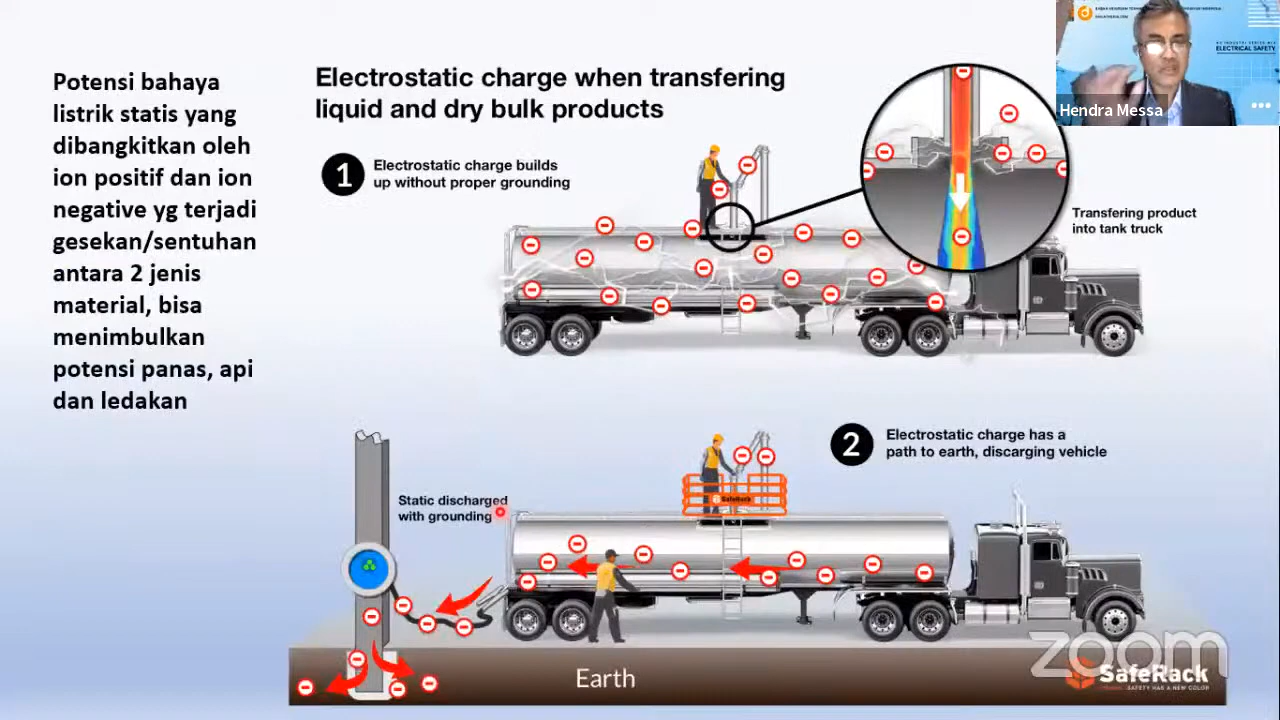 Potensi bahaya
listrik statis yang
dibangkitkan oleh
ion positif dan ion
negative yg terjadi
gesekan/sentuhan
antara 2 jenis
material, bisa
menimbulkan
potensi panas, api
dan ledakan
Electrostatic charge when transfering
liquid and dry bulk products
1
Electrostatic charge builds
up without proper grounding
Transfering product
into tank truck
2
Electrostatic charge has a
path to earth, discarging vehicle
Static discharged
with grounding
SafeRack
Earth
zoom
SafeRack
SAFETY HAS A NEW COLOR
ELECTRICAL SAFETY
Hendra Messa